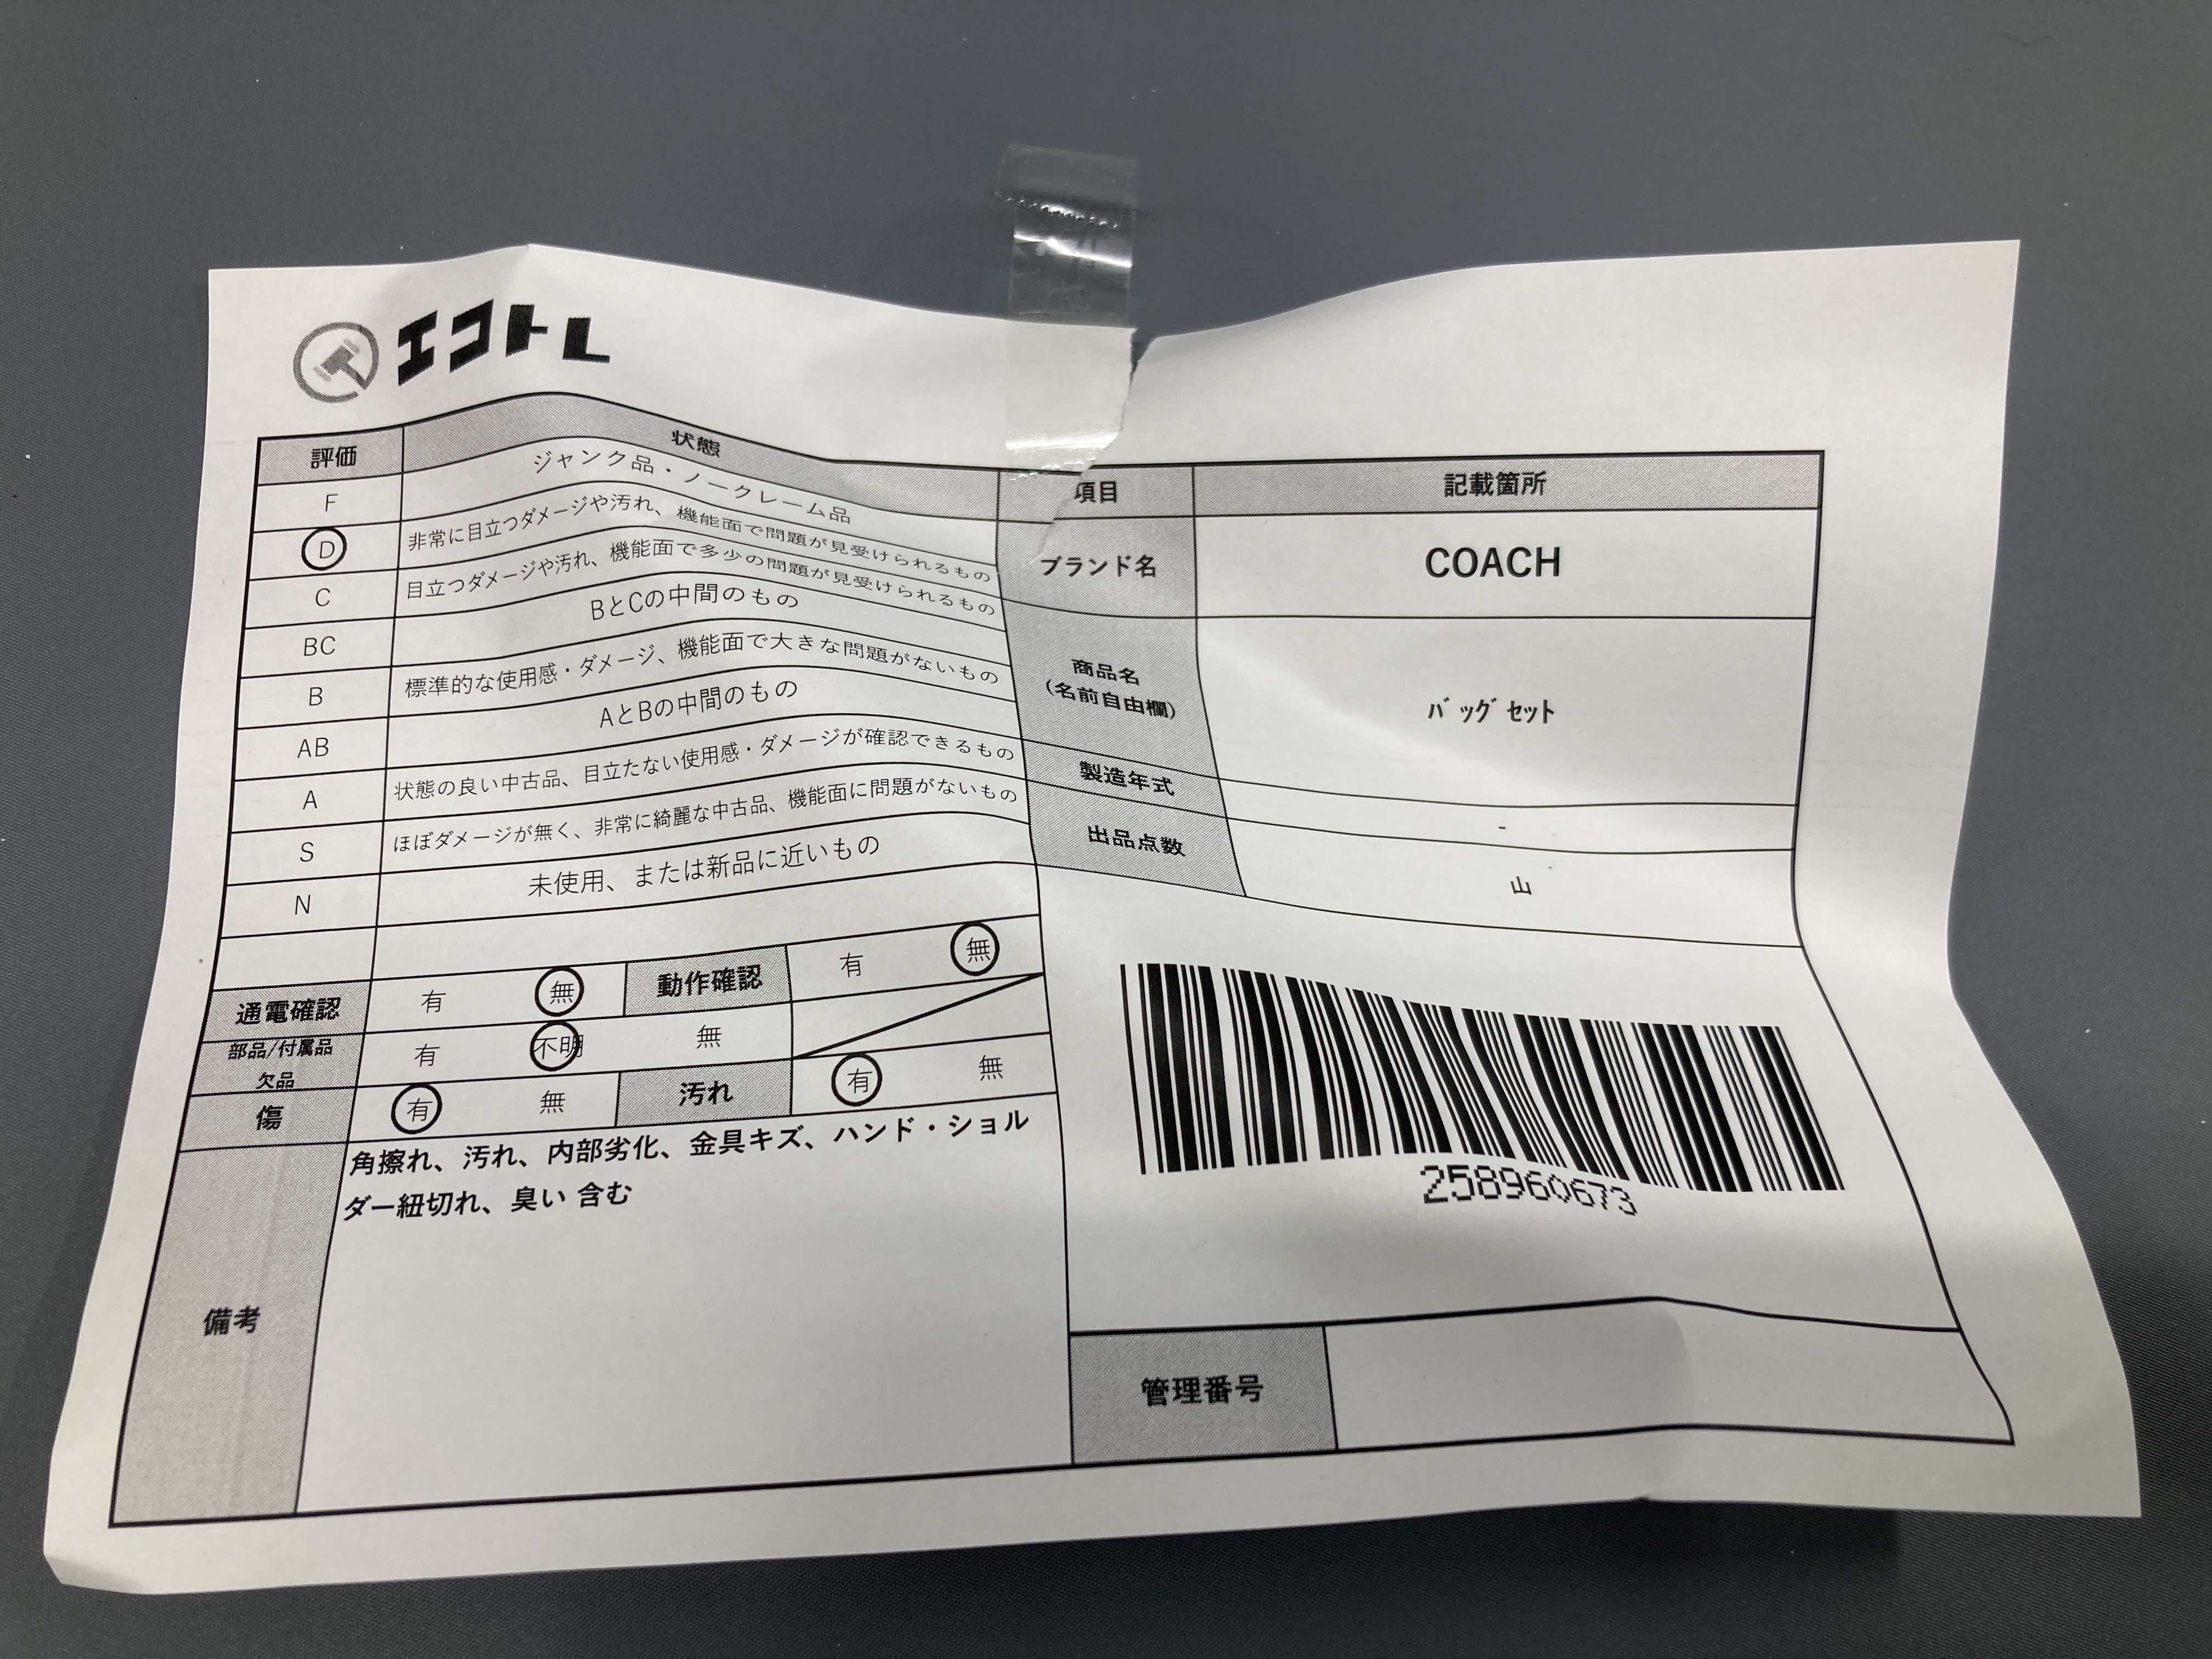 エコトレ
評価 状態
F ジャンク品・ノークレーム品
D 非常に目立つダメージや汚れ、機能面で問題が見受けられるもの
C 目立つダメージや汚れ、機能面で多少の問題が見受けられるもの
BC BとCの中間のもの
B 標準的な使用感・ダメージ、機能面で大きな問題がないもの
AB AとBの中間のもの
A 状態の良い中古品、目立たない使用感・ダメージが確認できるもの
S ほぼダメージが無く、非常に綺麗な中古品、機能面に問題がないもの
N 未使用、または新品に近いもの
通電確認 有 無 動作確認 有 無
部品/付属品 有 不明 無
欠品
傷 有 無 汚れ 有 無
備考
角擦れ、汚れ、内部劣化、金具キズ、ハンド・ショル
ダー紐切れ、臭い 含む
項目 記載箇所
ブランド名 COACH
商品名
(名前自由欄)
ﾊﾞｯｸﾞｾｯﾄ
製造年式 -
出品点数 山
258960673
管理番号